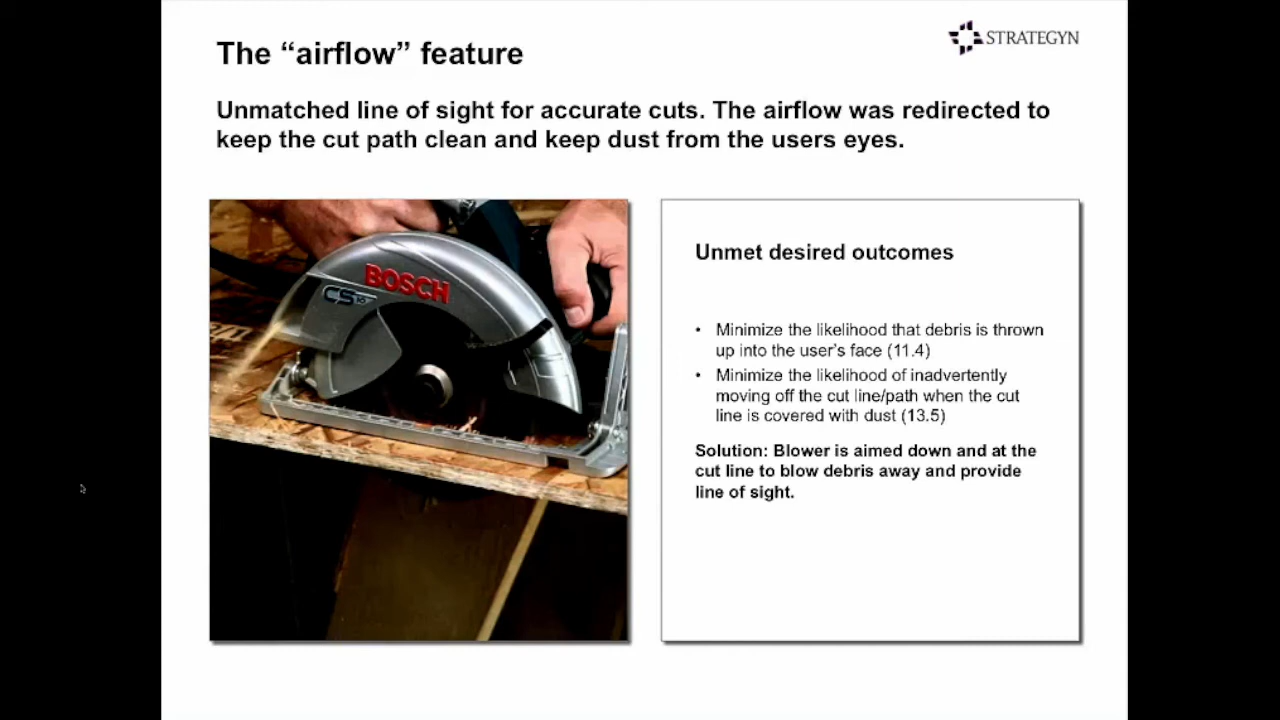 The “airflow” feature
STRATEGYN
Unmatched line of sight for accurate cuts. The airflow was redirected to
keep the cut path clean and keep dust from the users eyes.
BOSCH
CS
Unmet desired outcomes
• Minimize the likelihood that debris is thrown
up into the user’s face (11.4)
• Minimize the likelihood of inadvertently
moving off the cut line/path when the cut
line is covered with dust (13.5)
Solution: Blower is aimed down and at the
cut line to blow debris away and provide
line of sight.